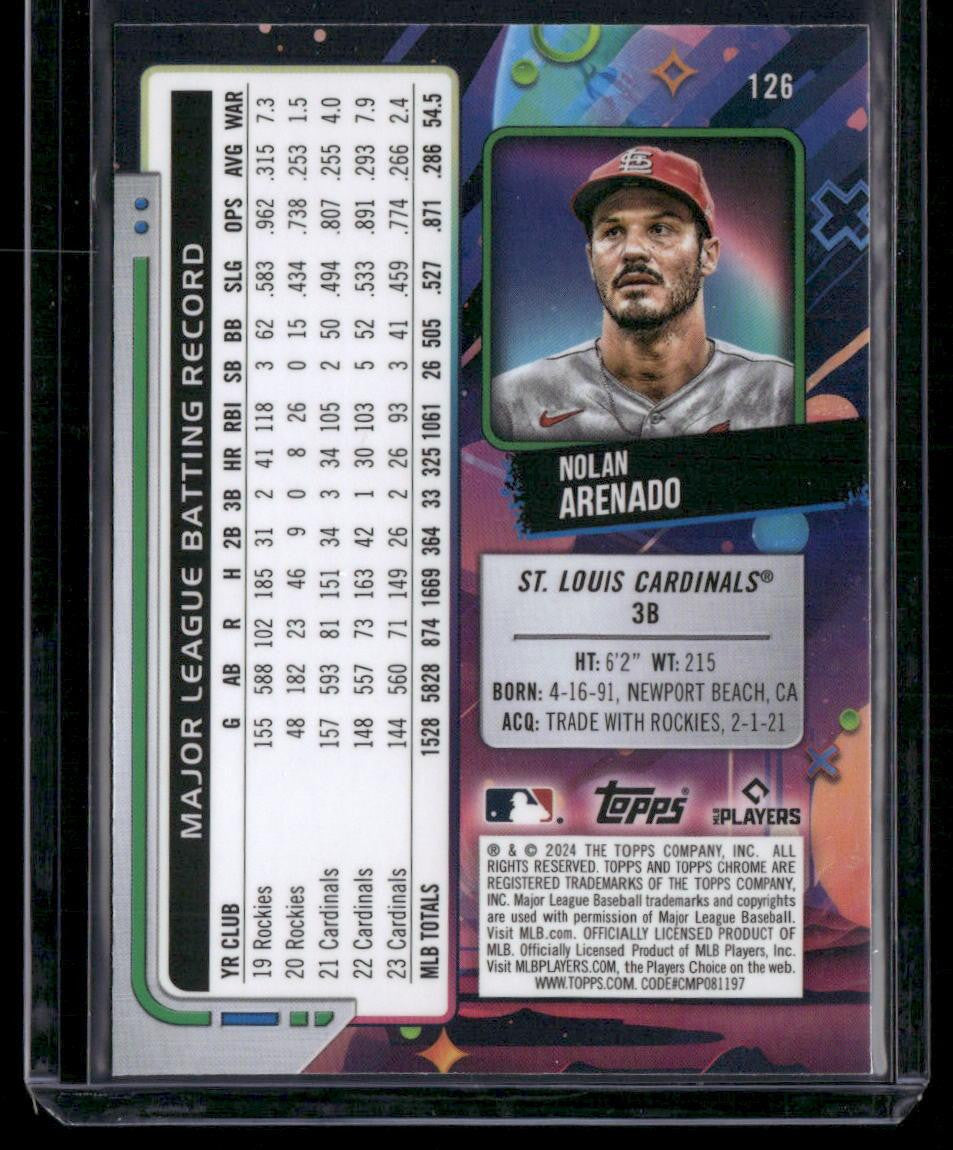 126
NOLAN
ARENADO
ST. LOUIS CARDINALS®
3B
HT: 6'2" WT: 215
BORN: 4-16-91, NEWPORT BEACH, CA
ACQ: TRADE WITH ROCKIES, 2-1-21
topps®
MLB PLAYERS
® & © 2024 THE TOPPS COMPANY, INC. ALL
RIGHTS RESERVED. TOPPS AND TOPPS CHROME ARE
REGISTERED TRADEMARKS OF THE TOPPS COMPANY,
INC. Major League Baseball trademarks and copyrights
are used with permission of Major League Baseball.
Visit MLB.com. OFFICIALLY LICENSED PRODUCT OF
MLB. Officially Licensed Product of MLB Players, Inc.
Visit MLBPLAYERS.COM, the Players Choice on the web.
WWW.TOPPS.COM. CODE#CMP081197
MAJOR LEAGUE BATTING RECORD
YR CLUB G AB R H 2B 3B HR RBI SB BB SLG OPS AVG WAR
19 Rockies 155 588 102 185 31 2 41 118 3 62 .583 .962 .315 7.3
20 Rockies 48 182 23 46 9 0 8 26 0 15 .434 .738 .253 1.5
21 Cardinals 157 593 81 151 34 3 34 105 2 50 .494 .807 .255 4.0
22 Cardinals 148 557 73 163 42 1 30 103 5 52 .533 .891 .293 7.9
23 Cardinals 144 560 71 149 26 2 26 93 3 41 .459 .774 .266 2.4
MLB TOTALS 1528 5828 874 1669 364 33 325 1061 26 505 .527 .871 .286 54.5